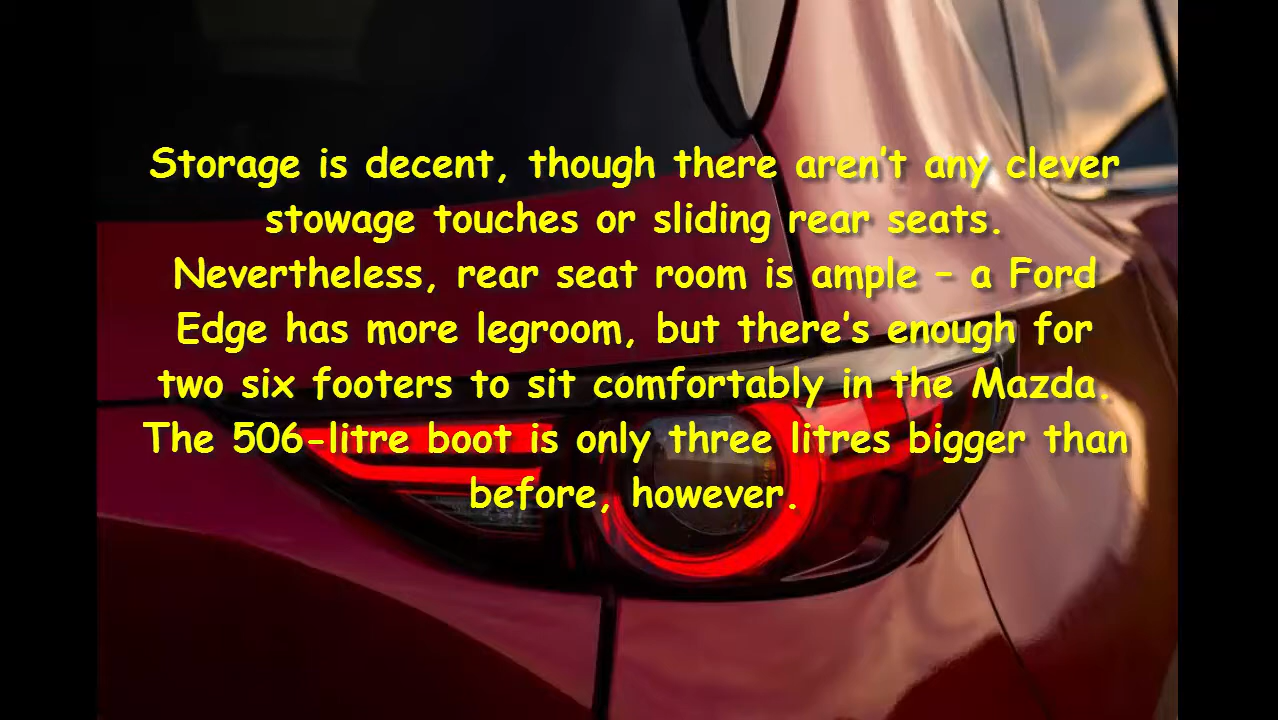 Storage is decent, though there aren’t any clever
stowage touches or sliding rear seats.
Nevertheless, rear seat room is ample – a Ford
Edge has more legroom, but there’s enough for
two six footers to sit comfortably in the Mazda.
The 506-litre boot is only three litres bigger than
before, however.